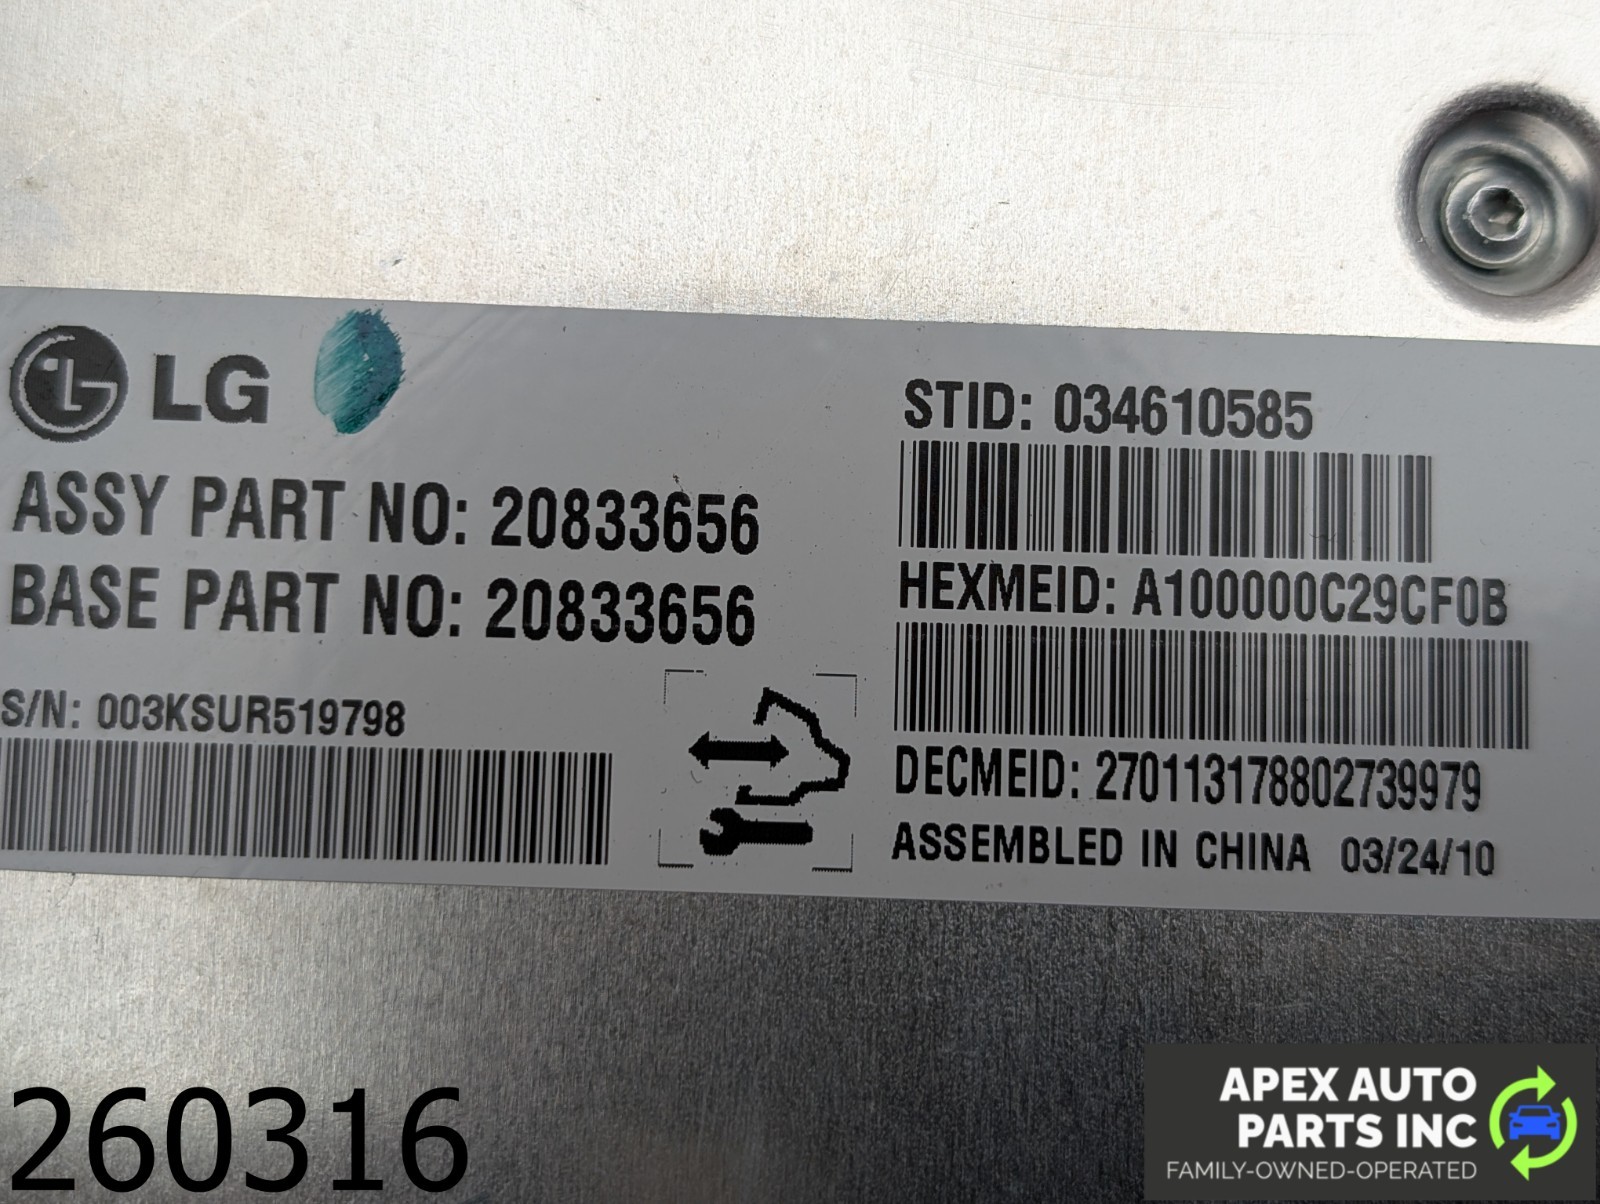 LG
ASSY PART NO: 20833656
BASE PART NO: 20833656
S/N: 003KSUR519798
STID: 034610585
HEXMEID: A100000C29CF0B
DECMEID: 270113178802739979
ASSEMBLED IN CHINA 03/24/10
260316
APEX AUTO
PARTS INC
FAMILY-OWNED-OPERATED